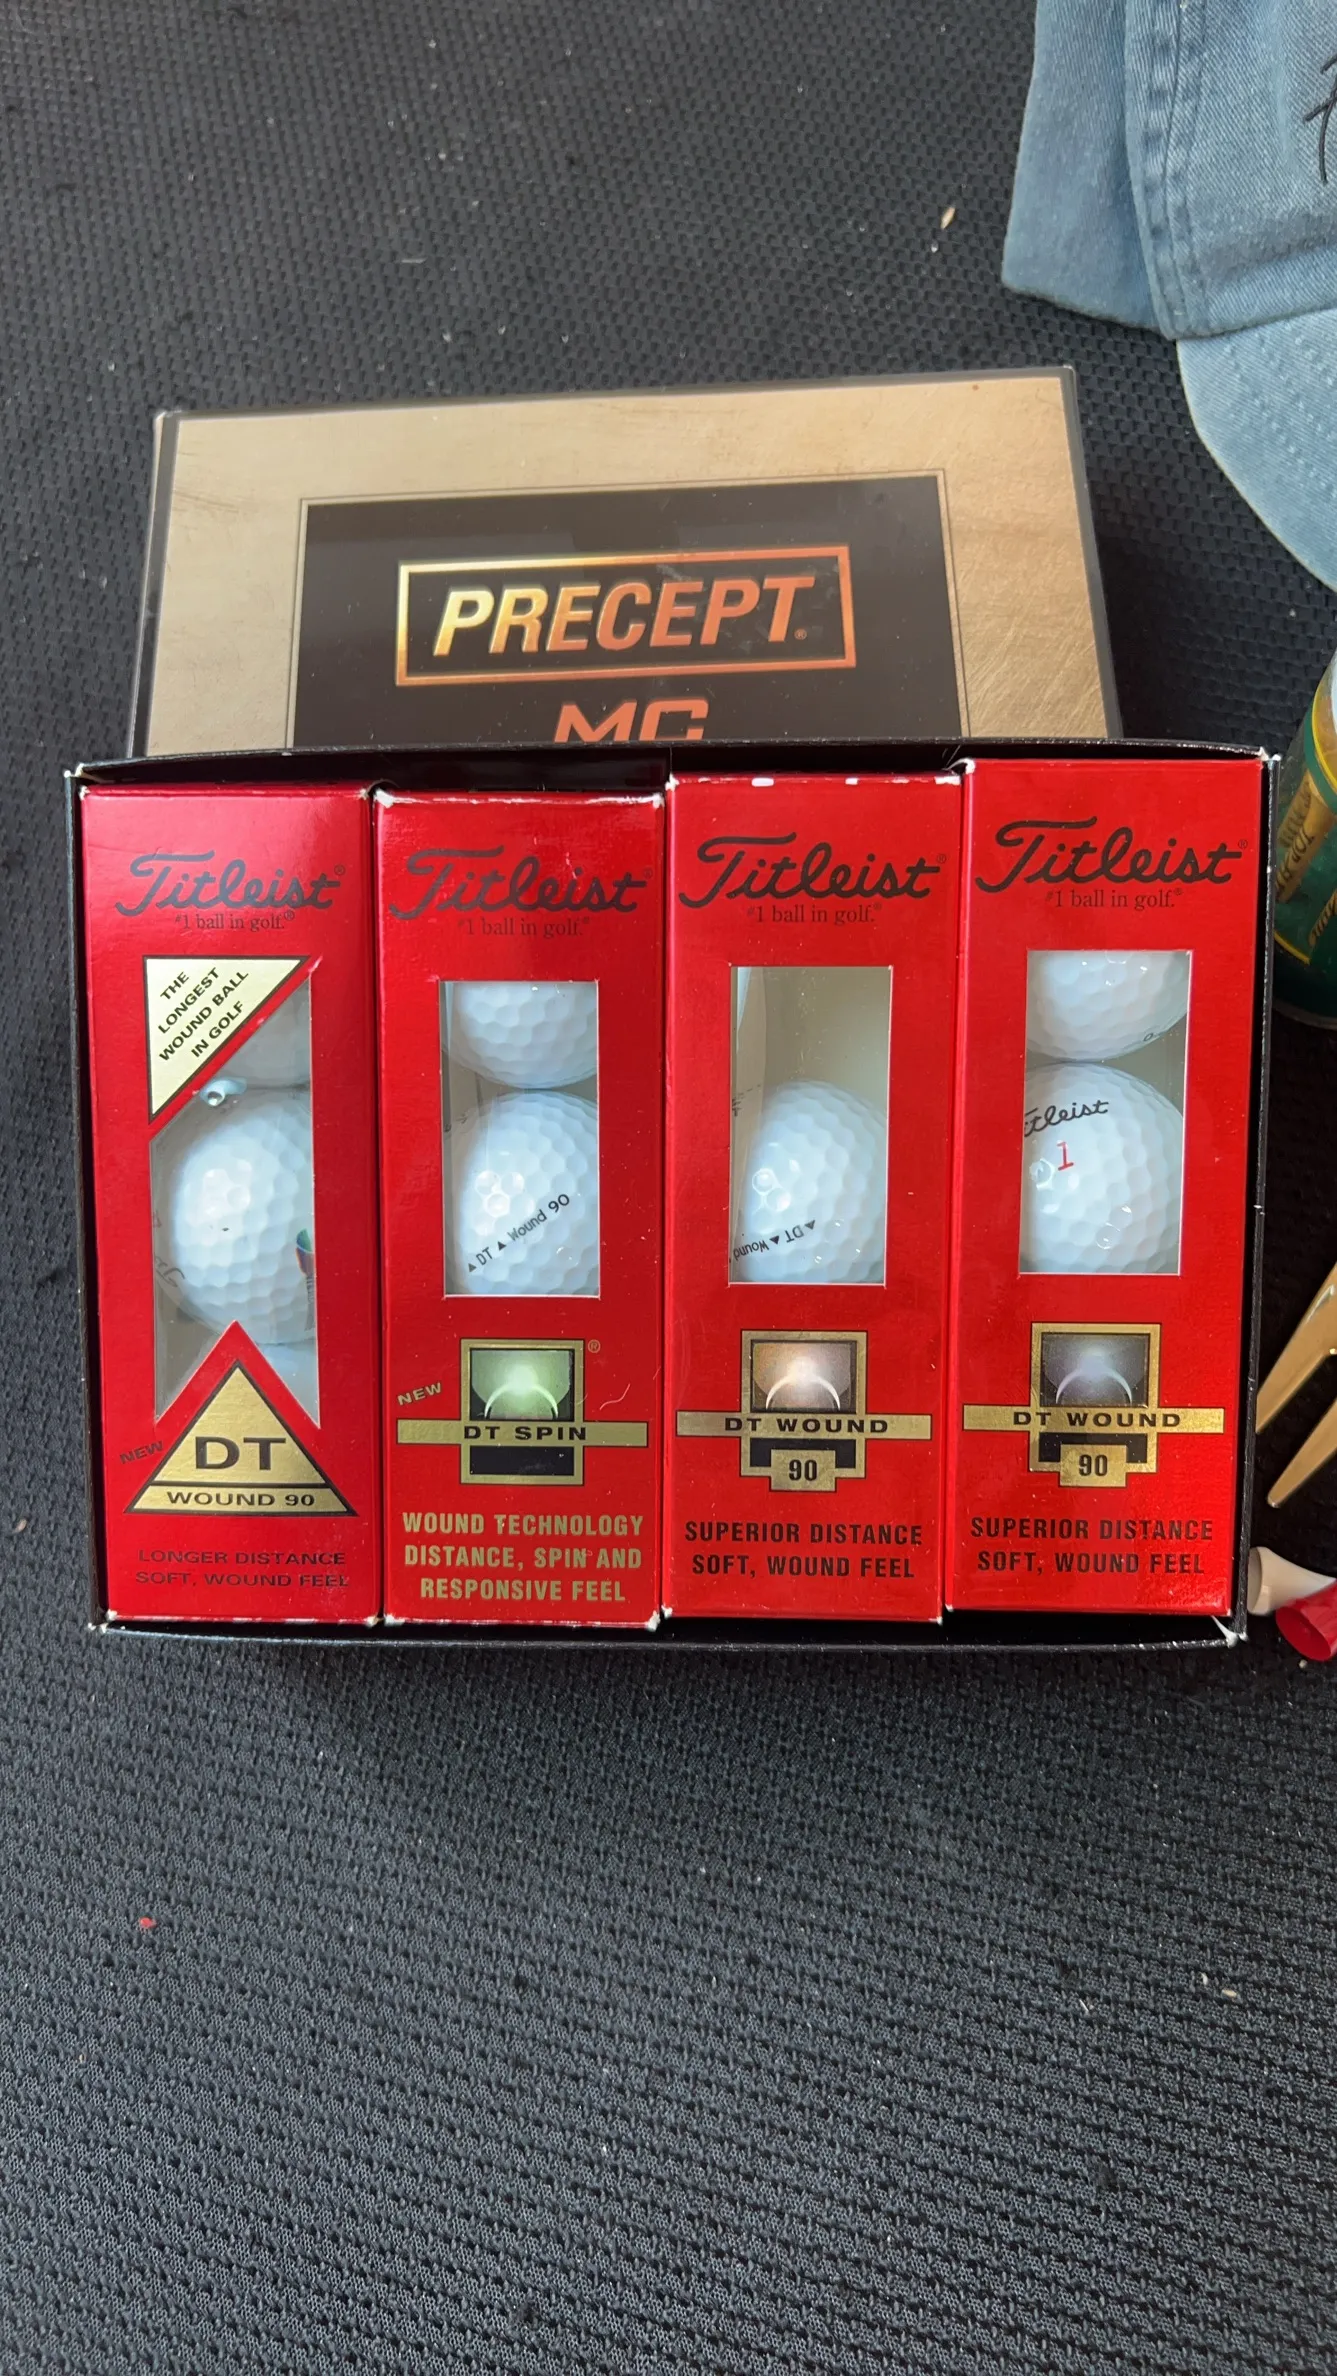 PRECEPT.®
MC
Titleist®
#1 ball in golf.®
THE
LONGEST
WOUND BALL
IN GOLF
NEW
DT
WOUND 90
LONGER DISTANCE
SOFT, WOUND FEEL
Titleist®
#1 ball in golf.®
▲ DT ▲ Wound 90
®
NEW
DT SPIN
WOUND TECHNOLOGY
DISTANCE, SPIN AND
RESPONSIVE FEEL
Titleist®
#1 ball in golf.®
▲ DT ▲ Wound
DT WOUND
90
SUPERIOR DISTANCE
SOFT, WOUND FEEL
Titleist®
#1 ball in golf.®
itleist
1
DT WOUND
90
SUPERIOR DISTANCE
SOFT, WOUND FEEL